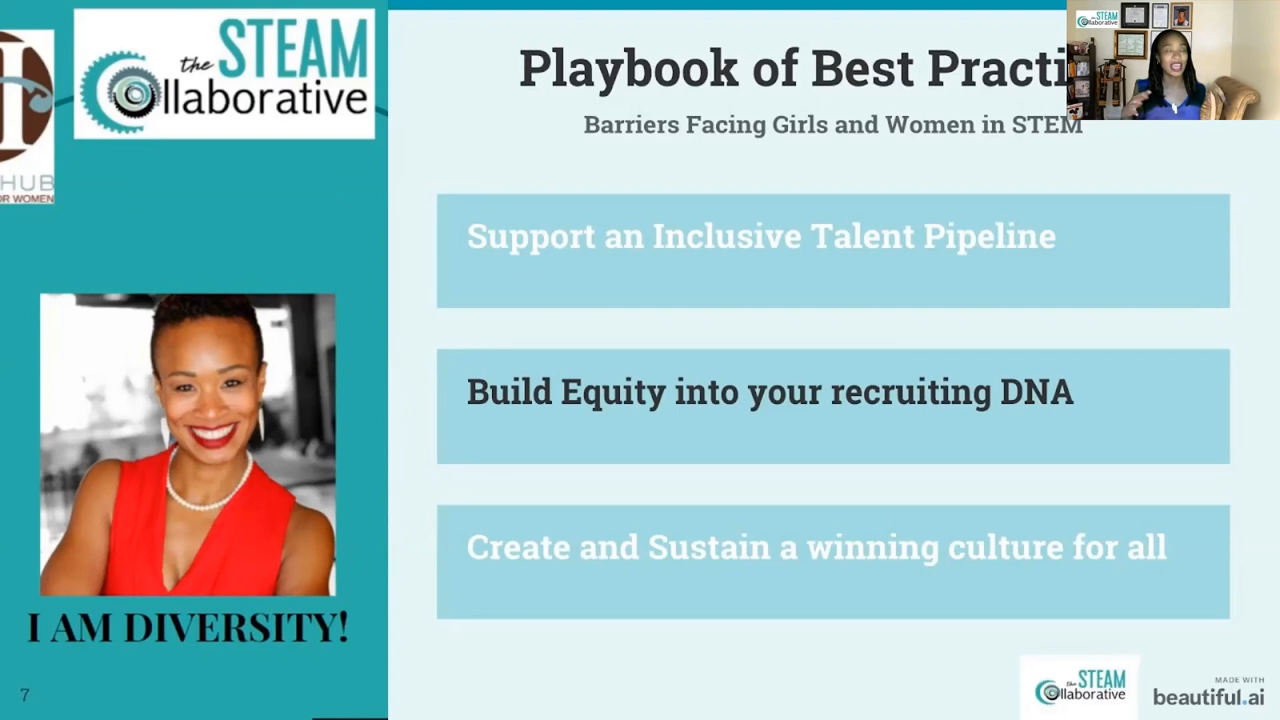 the STEAM
Collaborative
HUB
OR WOMEN
I AM DIVERSITY!
7
Playbook of Best Practi
Barriers Facing Girls and Women in STEM
Support an Inclusive Talent Pipeline
Build Equity into your recruiting DNA
Create and Sustain a winning culture for all
the STEAM
Collaborative
MADE WITH
beautiful.ai
STEAM
Collaborative